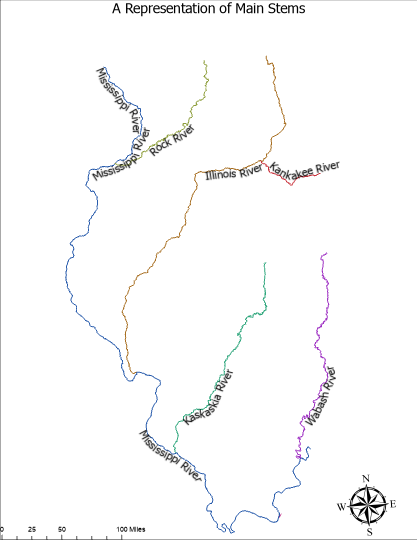 A Representation of Main Stems
Mississippi River
Mississippi River
Rock River
Illinois River
Kankakee River
Kaskaskia River
Wabash River
Mississippi River
N
W
E
S
0 25 50 100 Miles